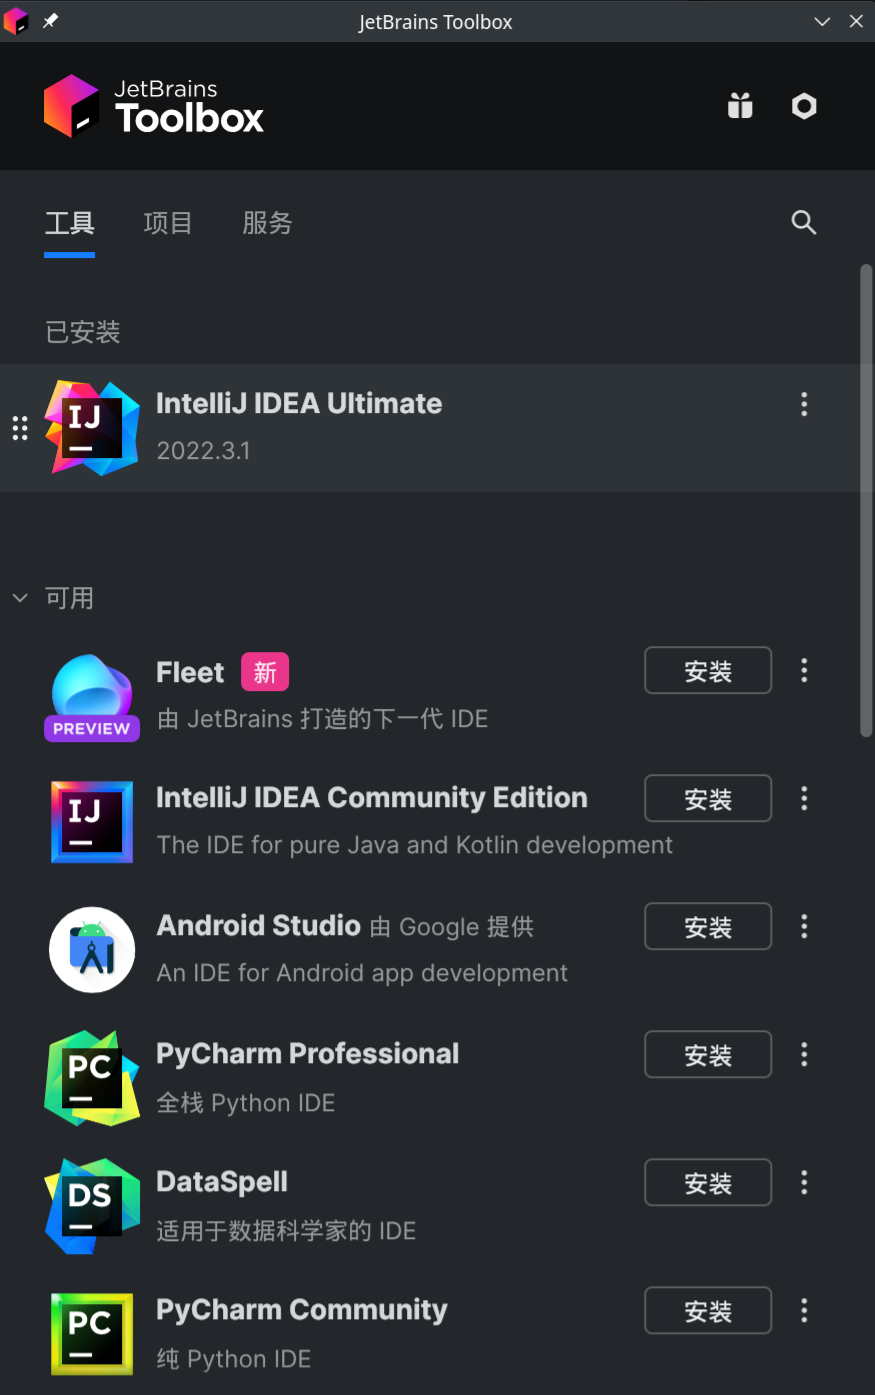 JetBrains Toolbox
JetBrains
Toolbox
工具 项目 服务
已安装
IJ
IntelliJ IDEA Ultimate
2022.3.1
可用
Fleet 新
安装
PREVIEW
由 JetBrains 打造的下一代 IDE
IJ
IntelliJ IDEA Community Edition
安装
The IDE for pure Java and Kotlin development
Android Studio 由 Google 提供
安装
An IDE for Android app development
PC
PyCharm Professional
安装
全栈 Python IDE
DS
DataSpell
安装
适用于数据科学家的 IDE
PC
PyCharm Community
安装
纯 Python IDE